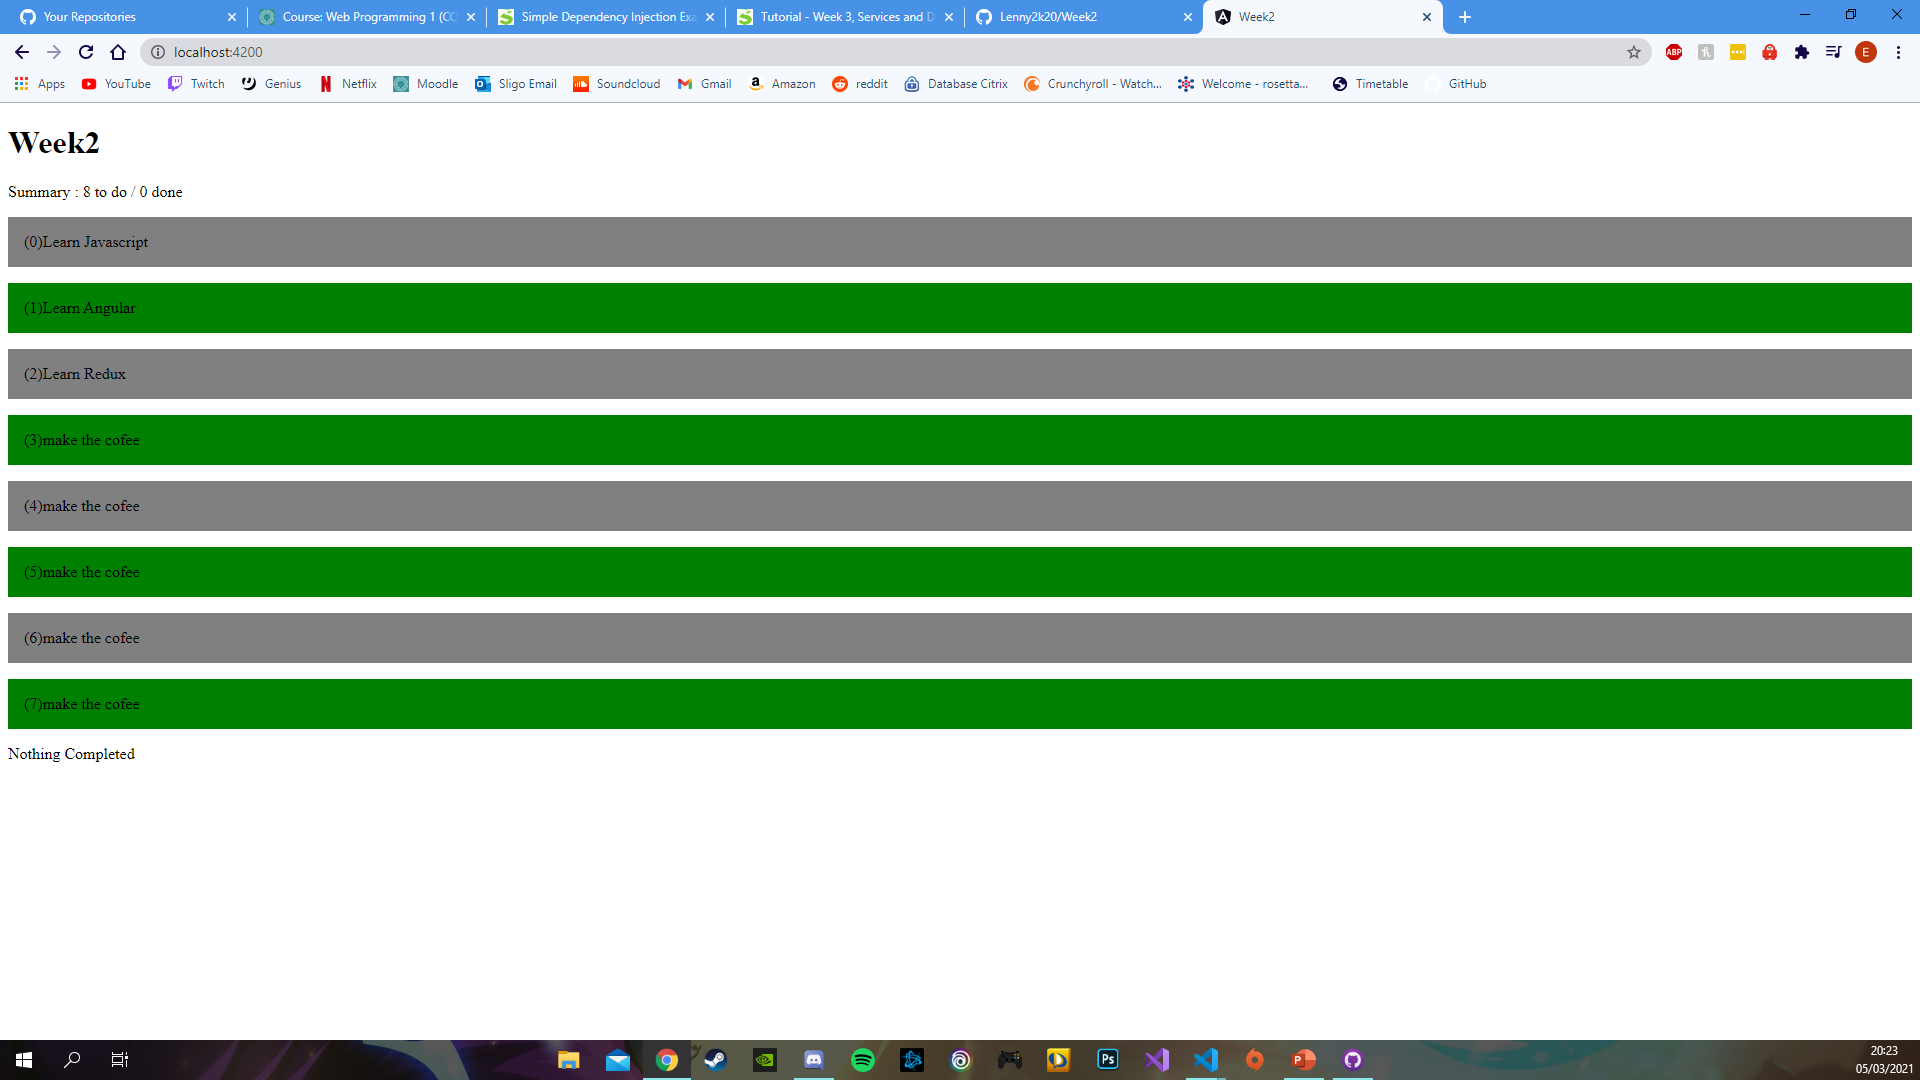 Your Repositories
Course: Web Programming 1 (CO
Simple Dependency Injection Exa
Tutorial - Week 3, Services and D
Lenny2k20/Week2
Week2
localhost:4200
ABP
E
Apps
YouTube
Twitch
Genius
Netflix
Moodle
Sligo Email
Soundcloud
Gmail
Amazon
reddit
Database Citrix
Crunchyroll - Watch...
Welcome - rosetta...
Timetable
GitHub
Week2
Summary : 8 to do / 0 done
(0)Learn Javascript
(1)Learn Angular
(2)Learn Redux
(3)make the cofee
(4)make the cofee
(5)make the cofee
(6)make the cofee
(7)make the cofee
Nothing Completed
Ps
20:23
05/03/2021